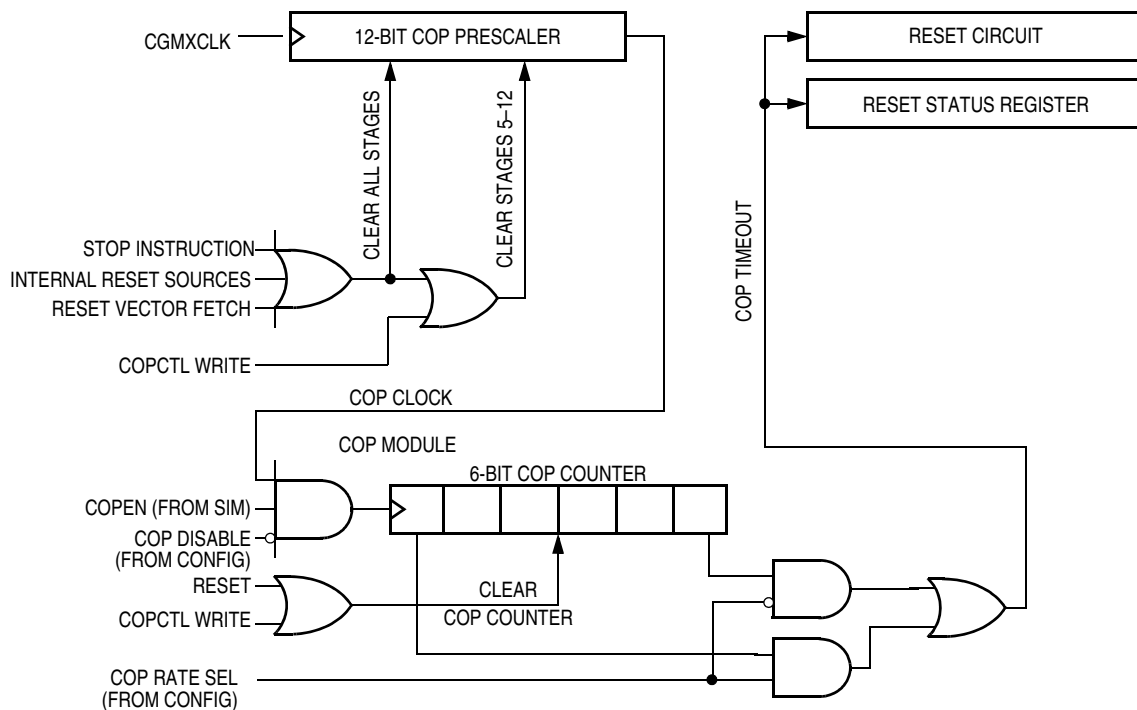 CGMXCLK
12-BIT COP PRESCALER
RESET CIRCUIT
RESET STATUS REGISTER
CLEAR ALL STAGES
CLEAR STAGES 5–12
STOP INSTRUCTION
INTERNAL RESET SOURCES
RESET VECTOR FETCH
COPCTL WRITE
COP TIMEOUT
COP CLOCK
COP MODULE
6-BIT COP COUNTER
COPEN (FROM SIM)
COP DISABLE
(FROM CONFIG)
RESET
COPCTL WRITE
CLEAR
COP COUNTER
COP RATE SEL
(FROM CONFIG)